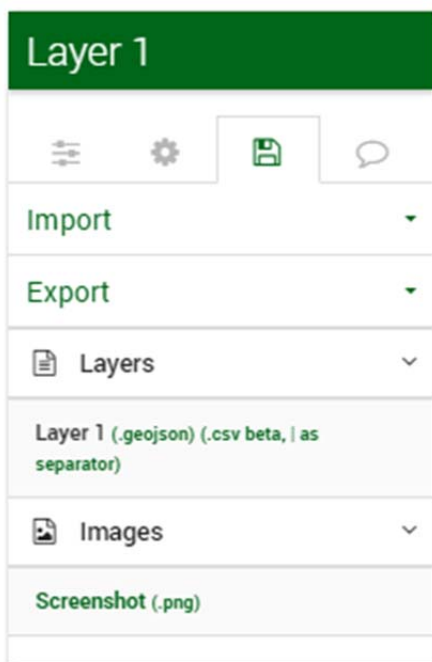 Layer 1
Import
Export
Layers
Layer 1 (.geojson) (.csv beta, | as
separator)
Images
Screenshot (.png)